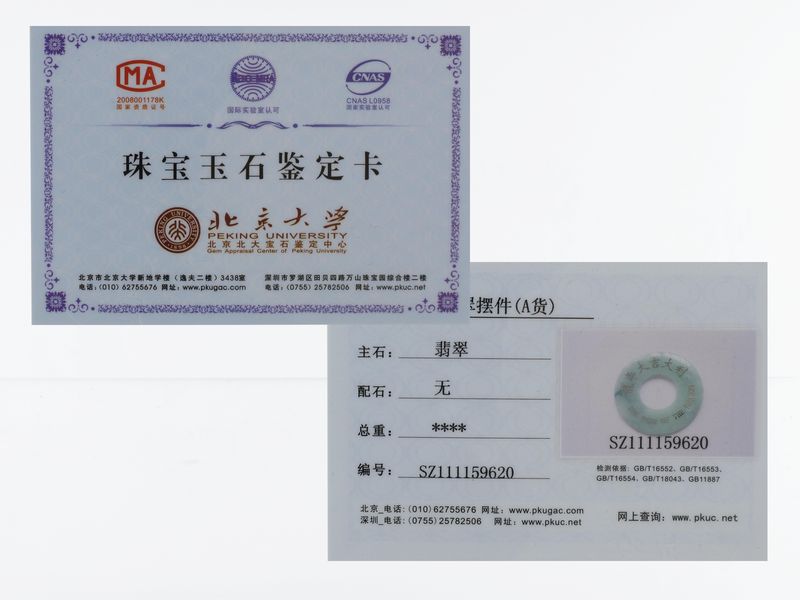 CMA
2008001178K
国家资质证号
国际实验室认可
CNAS
CNAS L0958
国家实验室认可
珠宝玉石鉴定卡
北京大学
PEKING UNIVERSITY
北京北大宝石鉴定中心
Gem Appraisal Center of Peking University
北京市北京大学新地学楼（逸夫二楼）3438室
电话:(010) 62755676 网址:www.pkugac.com
深圳市罗湖区田贝四路万山珠宝园综合楼二楼
电话:(0755) 25782506 网址:www.pkuc.net
翠摆件(A货)
主石: 翡翠
配石: 无
总重: ****
编号: SZ111159620
大吉大利
SZ111159620
检测依据: GB/T16552、GB/T16553、
GB/T16554、GB/T18043、GB11887
北京_电话:(010) 62755676 网址: www.pkugac.com
深圳_电话:(0755) 25782506 网址: www.pkuc.net
网上查询: www.pkuc.net